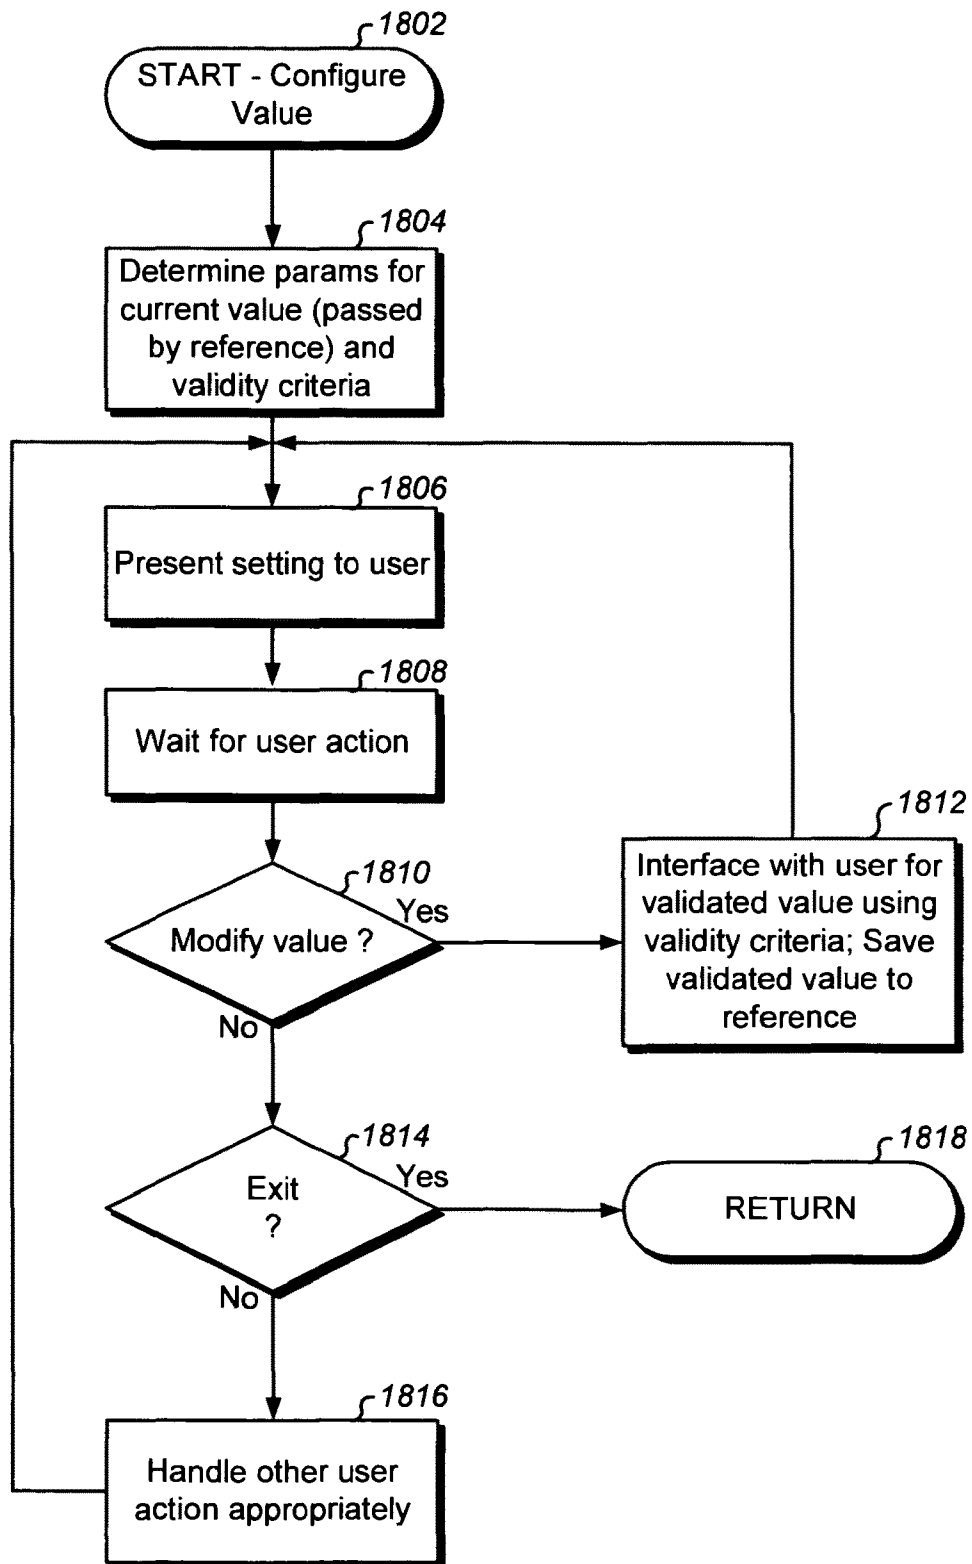 1802
START - Configure
Value
1804
Determine params for
current value (passed
by reference) and
validity criteria
1806
Present setting to user
1808
Wait for user action
1810
Modify value ?
Yes
No
1812
Interface with user for
validated value using
validity criteria; Save
validated value to
reference
1814
Exit
?
Yes
No
1818
RETURN
1816
Handle other user
action appropriately